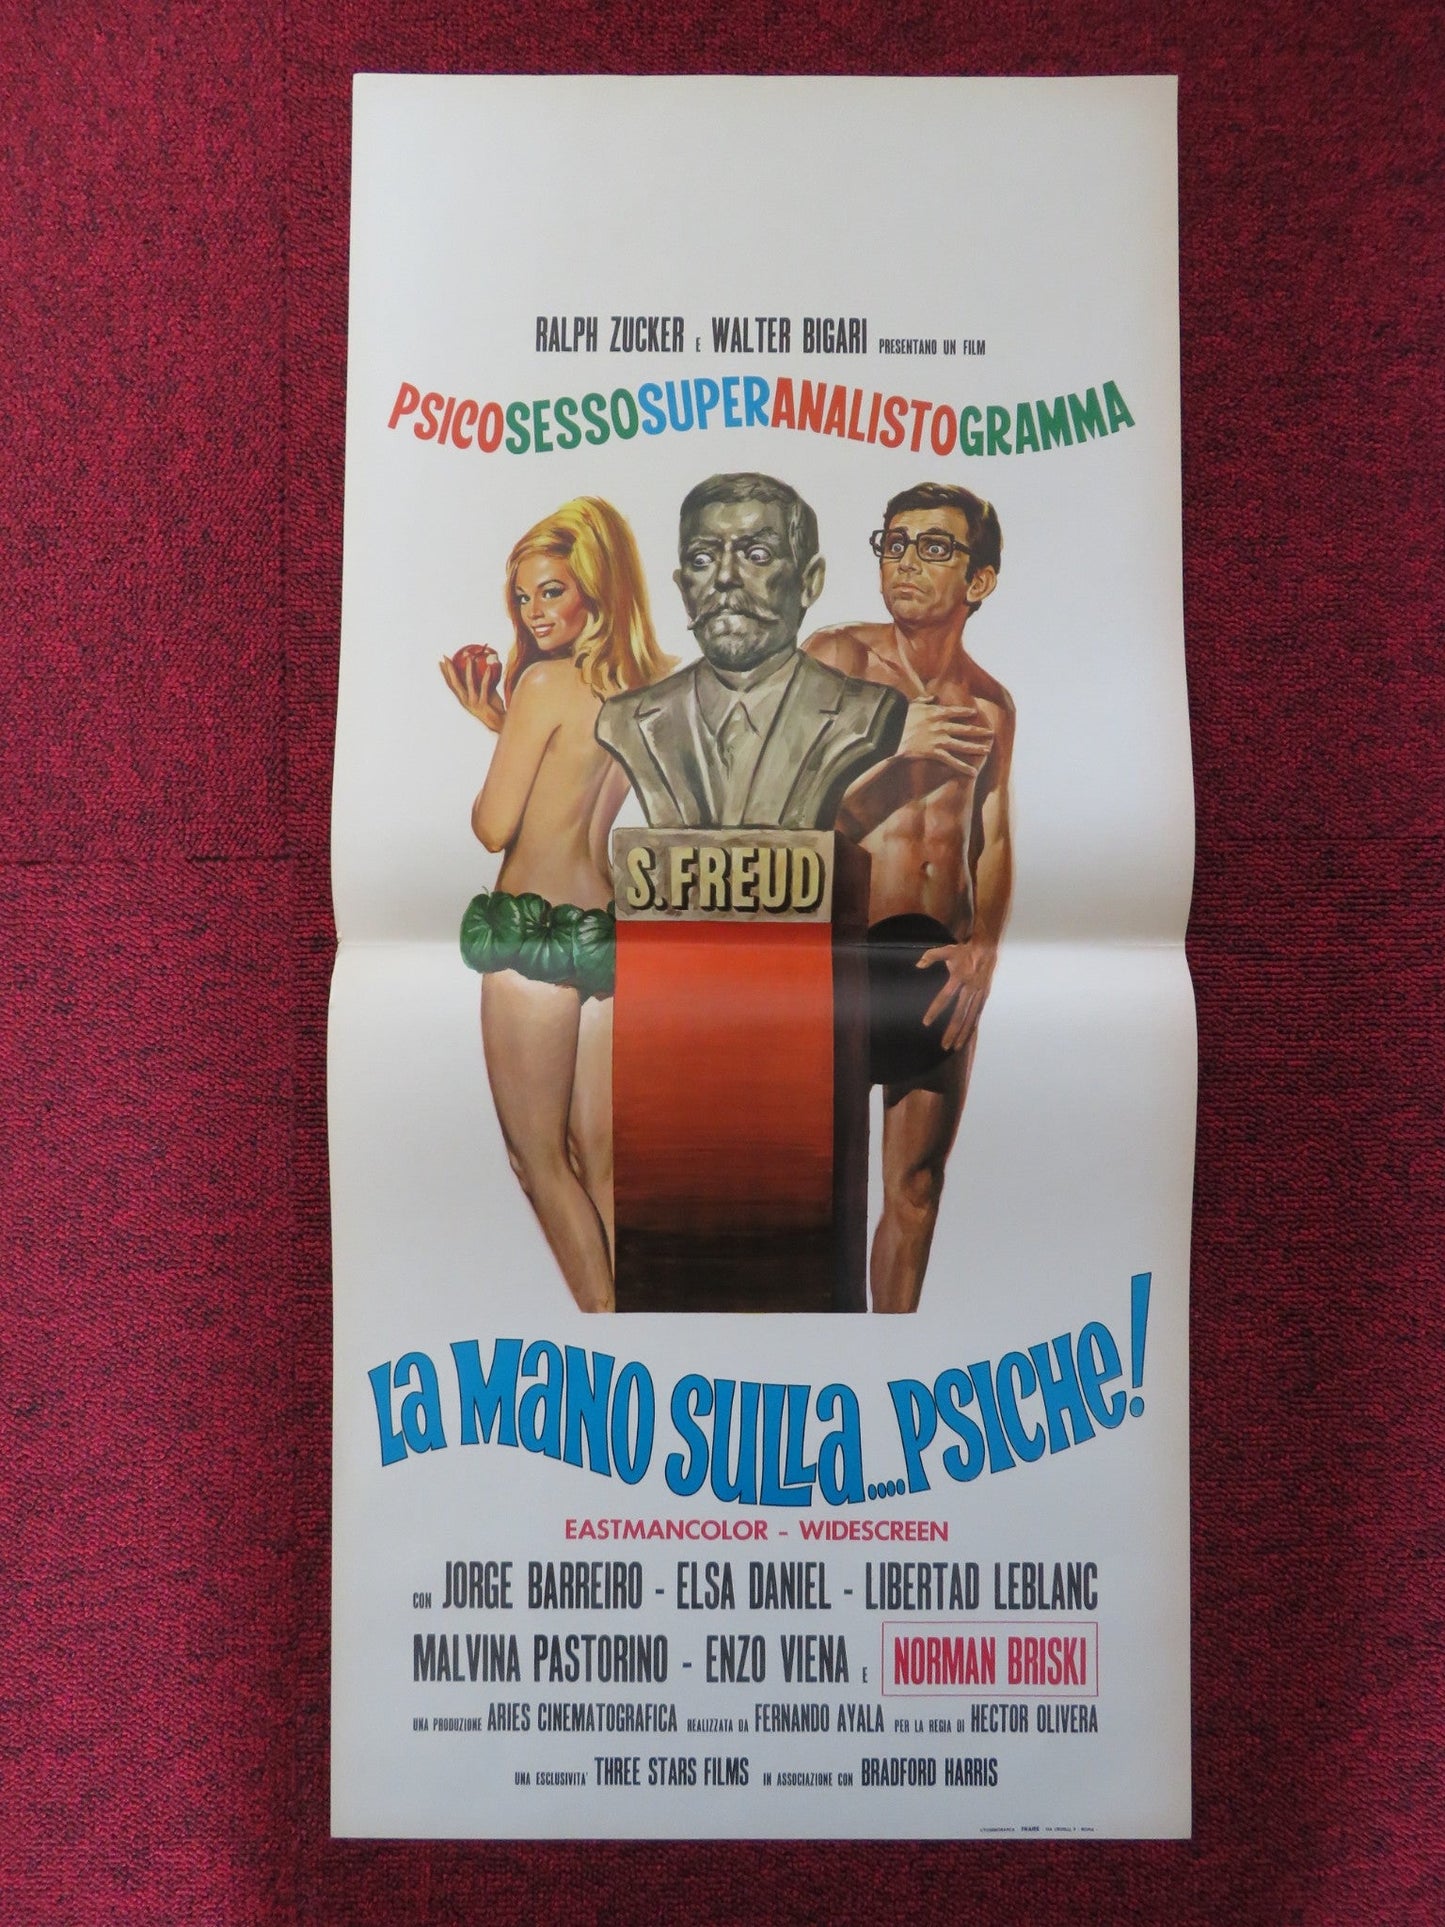 RALPH ZUCKER E WALTER BIGARI PRESENTANO UN FILM
PSICOSESSOSUPERANALISTOGRAMMA
S. FREUD
LA MANO SULLA....PSICHE!
EASTMANCOLOR - WIDESCREEN
CON JORGE BARREIRO - ELSA DANIEL - LIBERTAD LEBLANC
MALVINA PASTORINO - ENZO VIENA E NORMAN BRISKI
UNA PRODUZIONE ARIES CINEMATOGRAFICA REALIZZATA DA FERNANDO AYALA PER LA REGIA DI HECTOR OLIVERA
UNA ESCLUSIVITA' THREE STARS FILMS IN ASSOCIAZIONE CON BRADFORD HARRIS